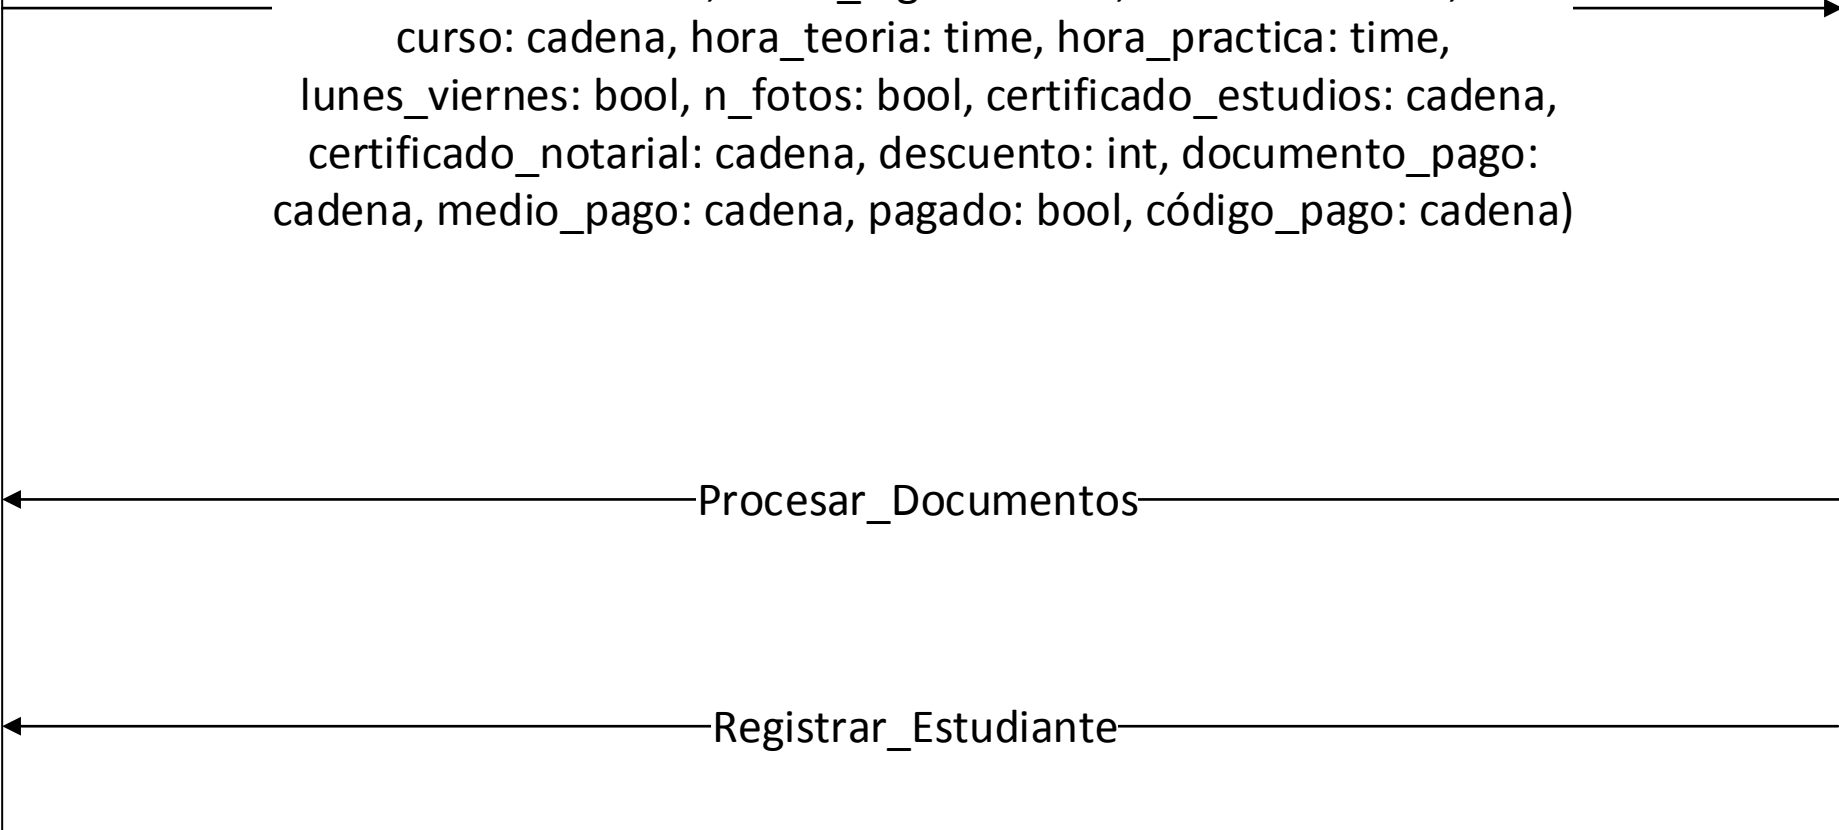 curso: cadena, hora_teoria: time, hora_practica: time,
lunes_viernes: bool, n_fotos: bool, certificado_estudios: cadena,
certificado_notarial: cadena, descuento: int, documento_pago:
cadena, medio_pago: cadena, pagado: bool, código_pago: cadena)
Procesar_Documentos
Registrar_Estudiante